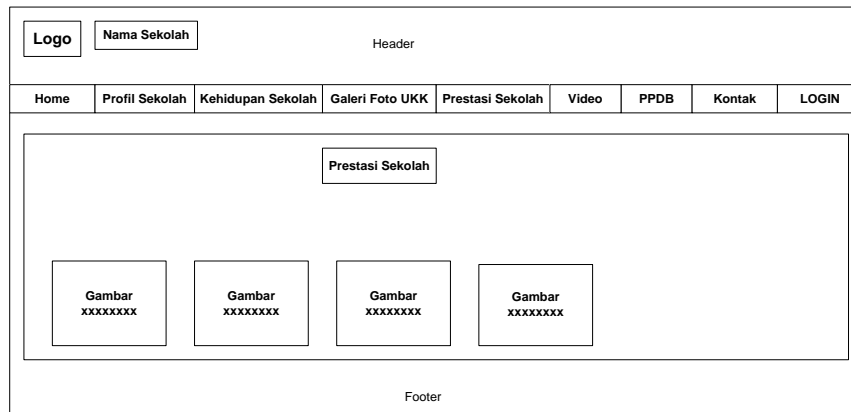 Logo
Nama Sekolah
Header
Home Profil Sekolah Kehidupan Sekolah Galeri Foto UKK Prestasi Sekolah Video PPDB Kontak LOGIN
Prestasi Sekolah
Gambar
xxxxxxxx
Gambar
xxxxxxxx
Gambar
xxxxxxxx
Gambar
xxxxxxxx
Footer